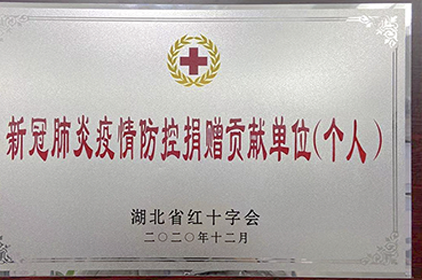 新冠肺炎疫情防控捐赠贡献单位(个人)
湖北省红十字会
二〇二〇年十二月